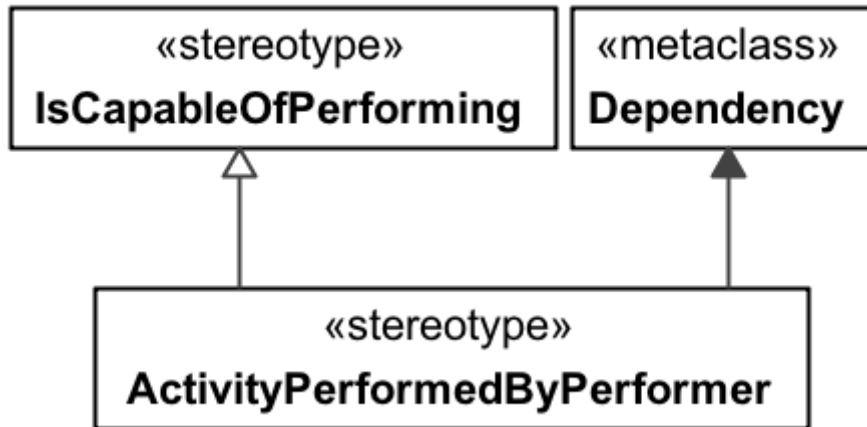 «stereotype»
IsCapableOfPerforming
«metaclass»
Dependency
«stereotype»
ActivityPerformedByPerformer